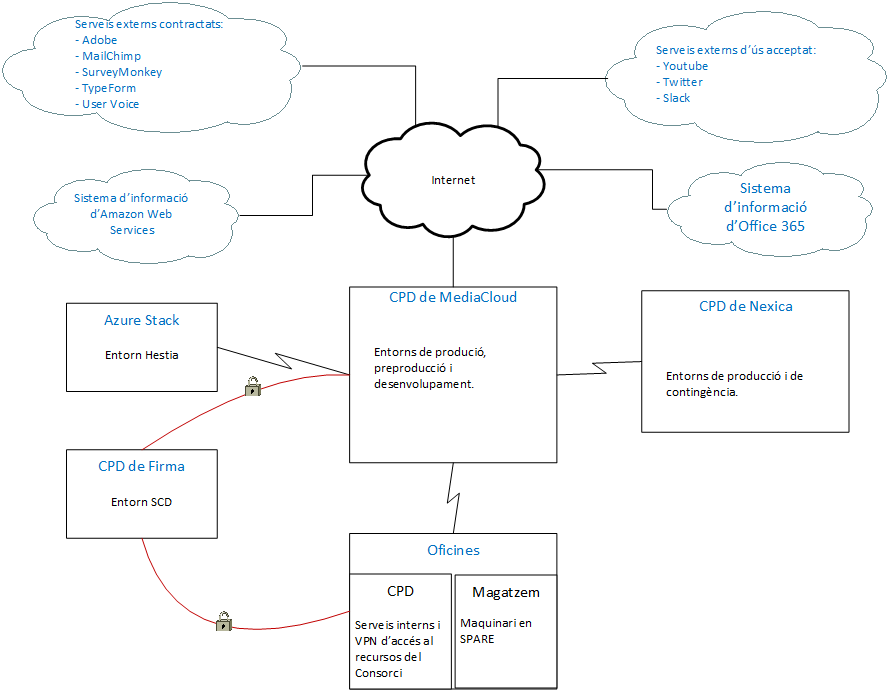 Serveis externs contractats:
- Adobe
- MailChimp
- SurveyMonkey
- TypeForm
- User Voice
Serveis externs d'ús acceptat:
- Youtube
- Twitter
- Slack
Internet
Sistema d'informació
d'Amazon Web
Services
Sistema
d'informació
d'Office 365
CPD de MediaCloud
Entorns de produció,
preproducció i
desenvolupament.
CPD de Nexica
Entorns de producció i de
contingència.
Azure Stack
Entorn Hestia
CPD de Firma
Entorn SCD
Oficines
CPD
Serveis interns i
VPN d'accés al
recursos del
Consorci
Magatzem
Maquinari en
SPARE